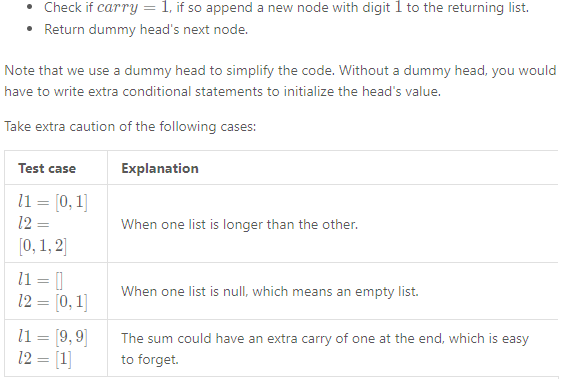 • Check if carry = 1, if so append a new node with digit 1 to the returning list.
• Return dummy head's next node.
Note that we use a dummy head to simplify the code. Without a dummy head, you would
have to write extra conditional statements to initialize the head's value.
Take extra caution of the following cases:
Test case Explanation
l1 = [0, 1]
l2 =
[0, 1, 2]
When one list is longer than the other.
l1 = []
l2 = [0, 1]
When one list is null, which means an empty list.
l1 = [9, 9]
l2 = [1]
The sum could have an extra carry of one at the end, which is easy
to forget.